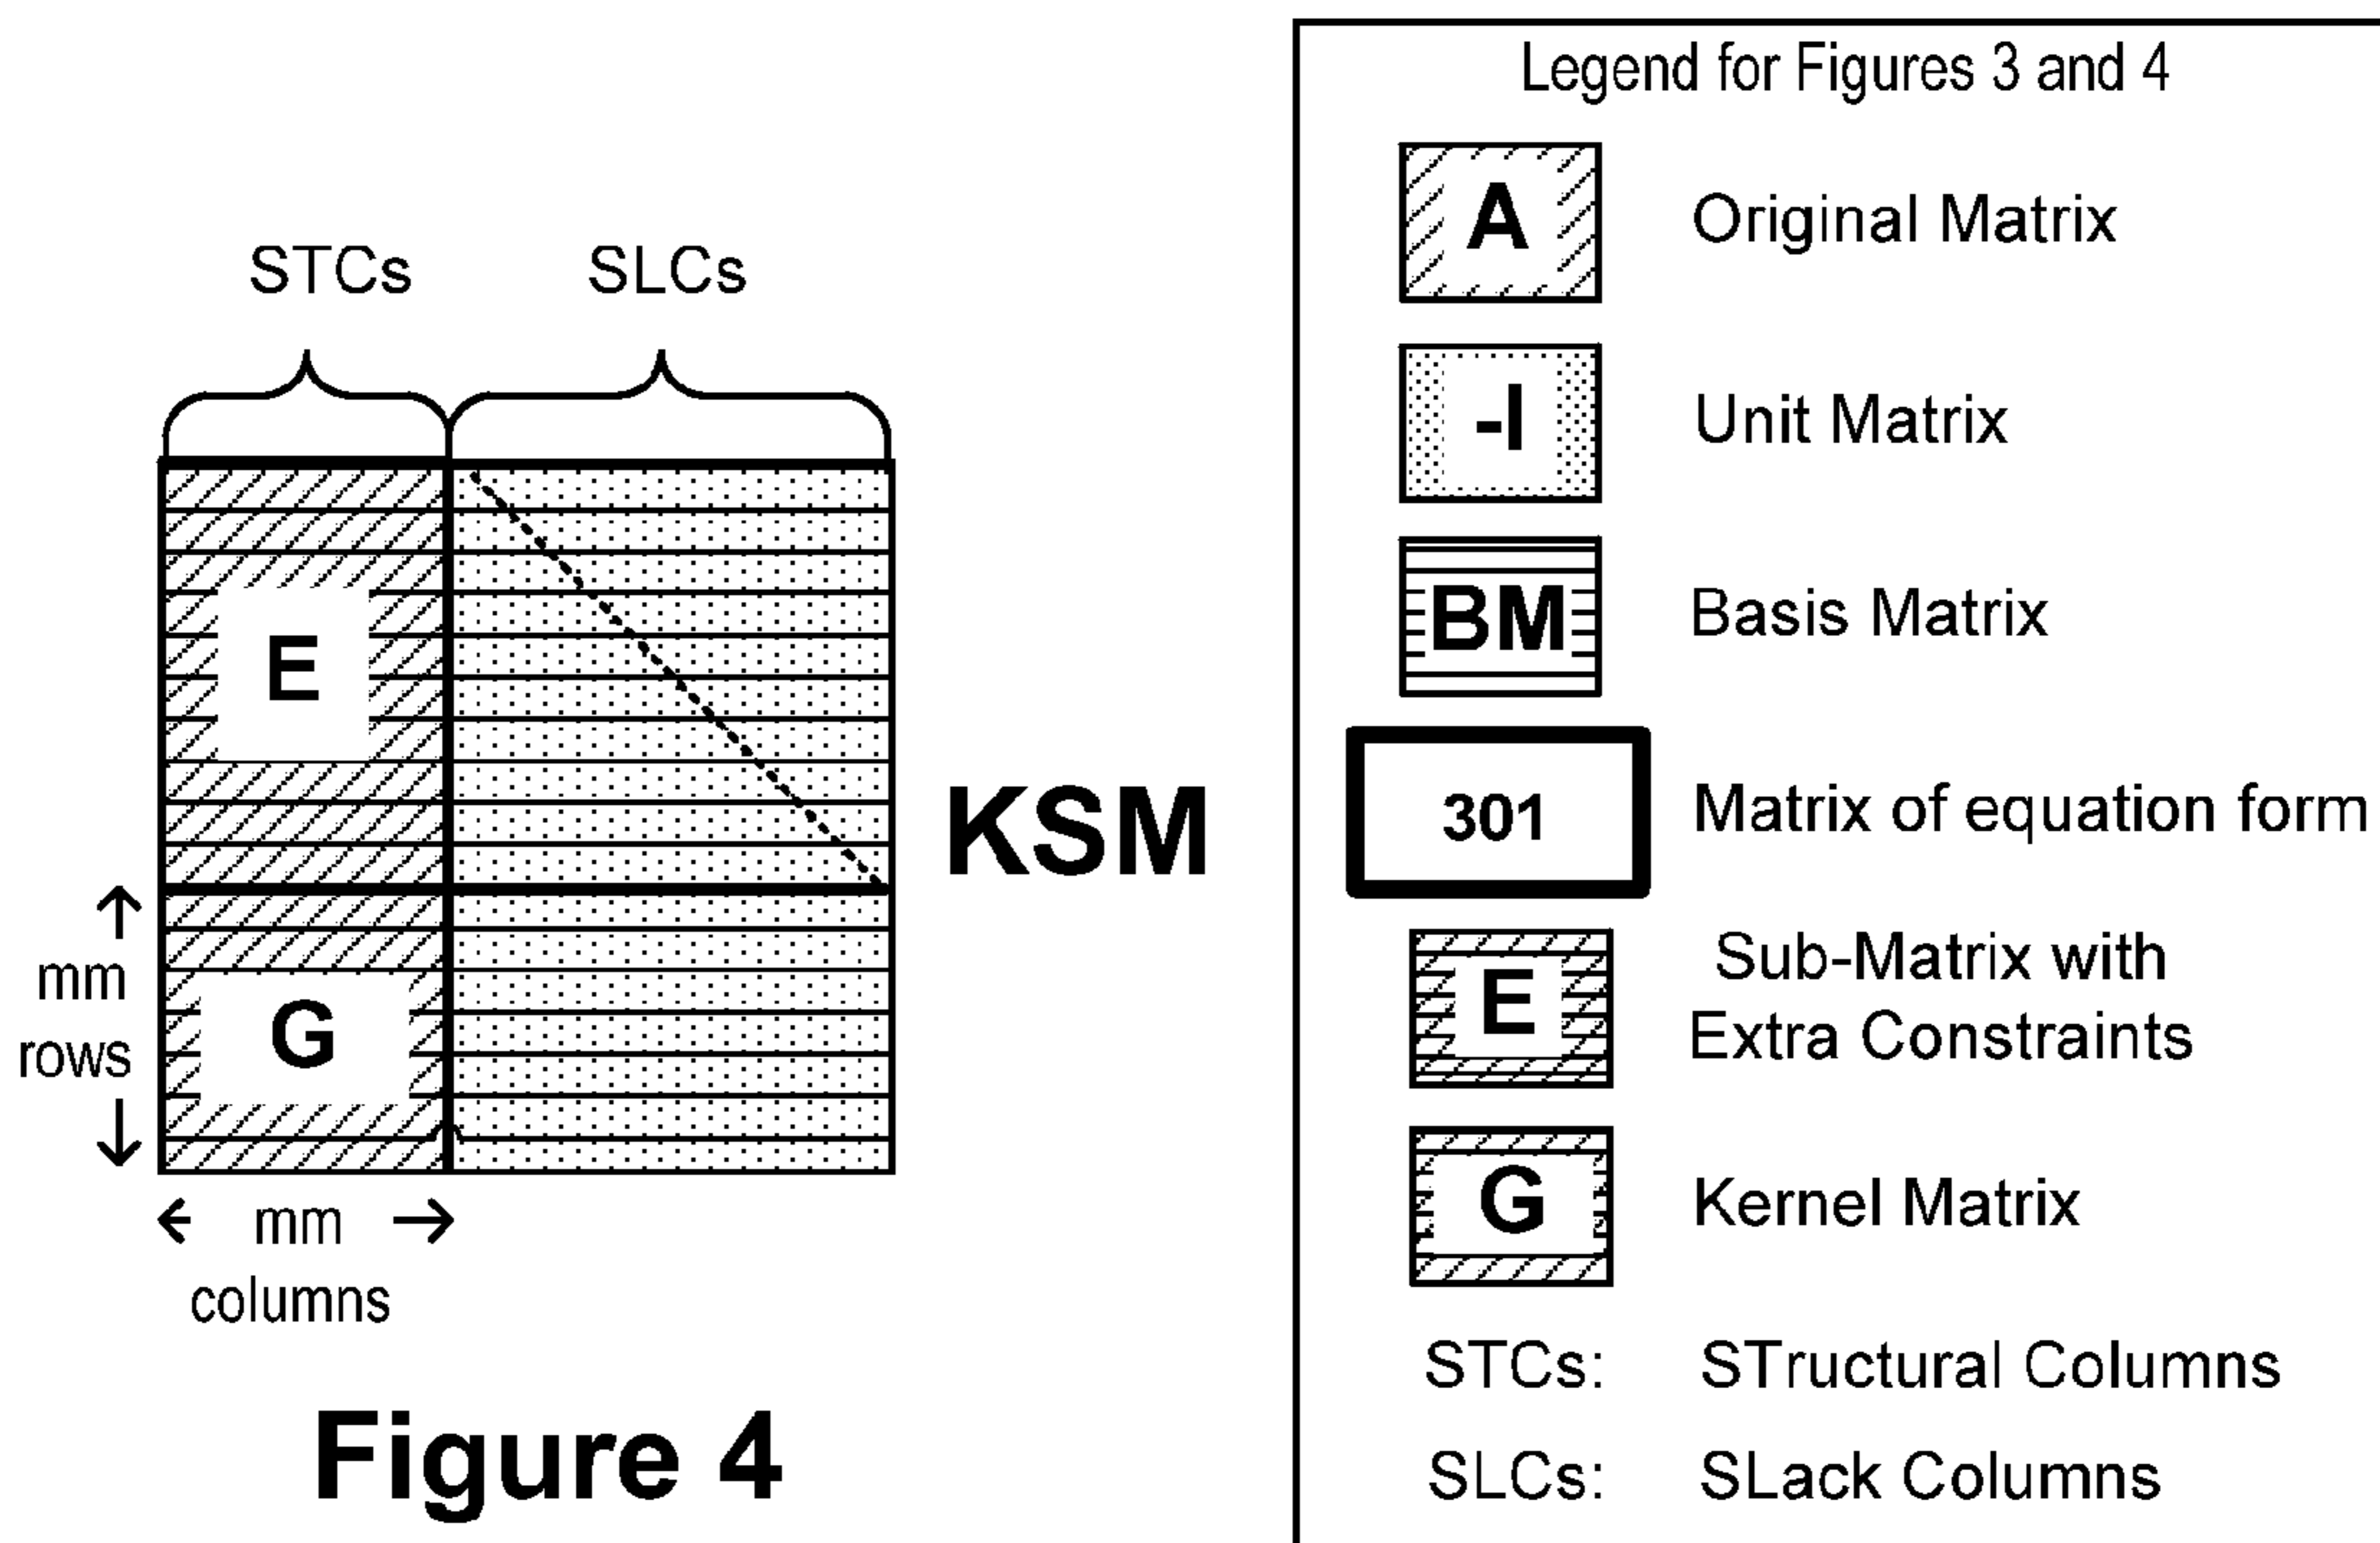 STCs SLCs
E
G
mm
rows
mm
columns
KSM
Figure 4
Legend for Figures 3 and 4
A Original Matrix
-I Unit Matrix
BM Basis Matrix
301 Matrix of equation form
E Sub-Matrix with
Extra Constraints
G Kernel Matrix
STCs: STructural Columns
SLCs: SLack Columns